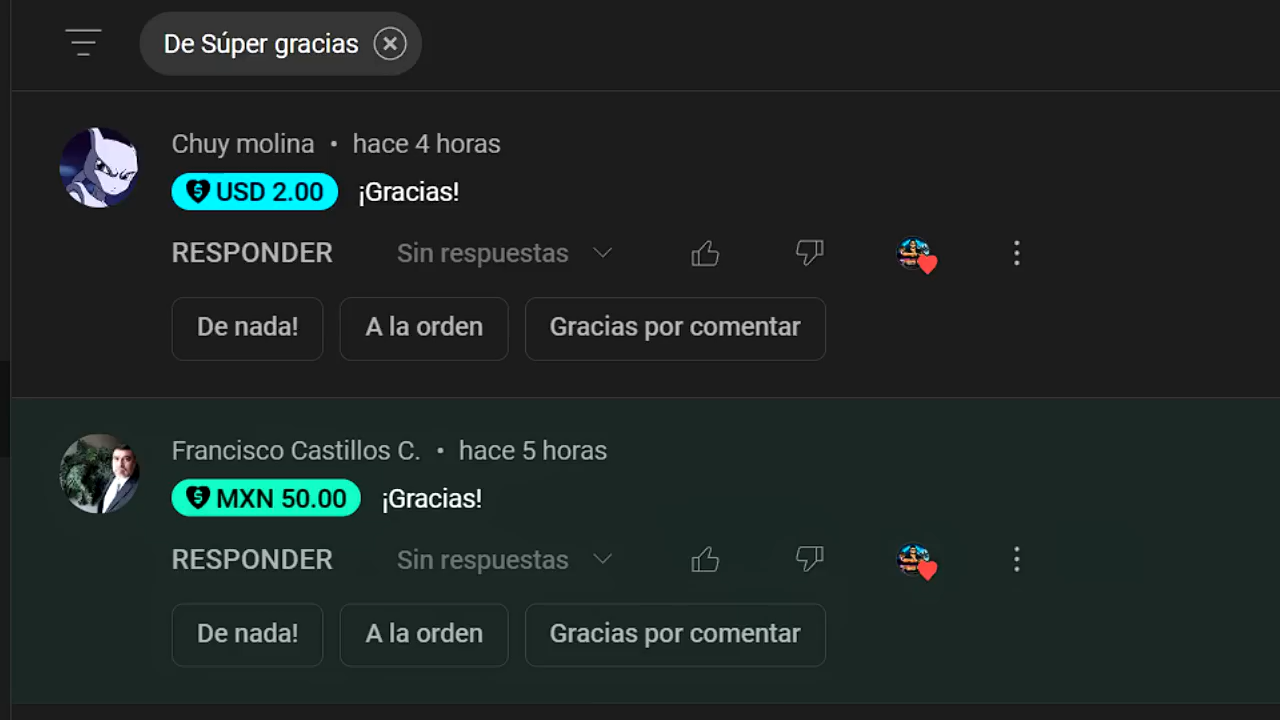 De Súper gracias
Chuy molina • hace 4 horas
USD 2.00 ¡Gracias!
RESPONDER Sin respuestas
De nada! A la orden Gracias por comentar
Francisco Castillos C. • hace 5 horas
MXN 50.00 ¡Gracias!
RESPONDER Sin respuestas
De nada! A la orden Gracias por comentar